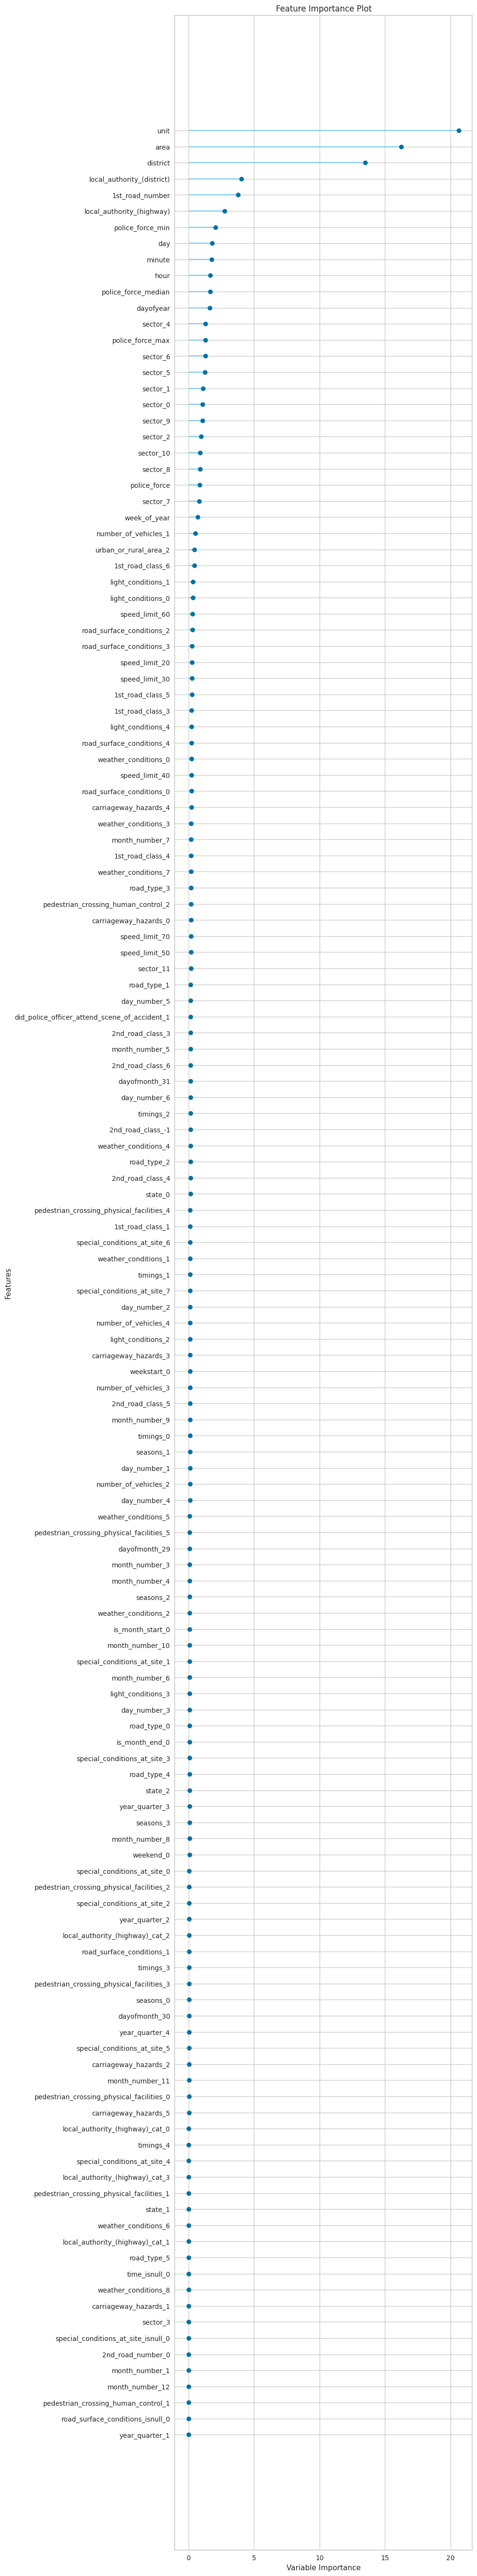 Feature Importance Plot
unit
area
district
local_authority_(district)
1st_road_number
local_authority_(highway)
police_force_min
day
minute
hour
police_force_median
dayofyear
sector_4
police_force_max
sector_6
sector_5
sector_1
sector_0
sector_9
sector_2
sector_10
sector_8
police_force
sector_7
week_of_year
number_of_vehicles_1
urban_or_rural_area_2
1st_road_class_6
light_conditions_1
light_conditions_0
speed_limit_60
road_surface_conditions_2
road_surface_conditions_3
speed_limit_20
speed_limit_30
1st_road_class_5
1st_road_class_3
light_conditions_4
road_surface_conditions_4
weather_conditions_0
speed_limit_40
road_surface_conditions_0
carriageway_hazards_4
weather_conditions_3
month_number_7
1st_road_class_4
weather_conditions_7
road_type_3
pedestrian_crossing_human_control_2
carriageway_hazards_0
speed_limit_70
speed_limit_50
sector_11
road_type_1
day_number_5
did_police_officer_attend_scene_of_accident_1
2nd_road_class_3
month_number_5
2nd_road_class_6
dayofmonth_31
day_number_6
timings_2
2nd_road_class_-1
weather_conditions_4
road_type_2
2nd_road_class_4
state_0
pedestrian_crossing_physical_facilities_4
1st_road_class_1
special_conditions_at_site_6
weather_conditions_1
timings_1
special_conditions_at_site_7
day_number_2
number_of_vehicles_4
light_conditions_2
carriageway_hazards_3
weekstart_0
number_of_vehicles_3
2nd_road_class_5
month_number_9
timings_0
seasons_1
day_number_1
number_of_vehicles_2
day_number_4
weather_conditions_5
pedestrian_crossing_physical_facilities_5
dayofmonth_29
month_number_3
month_number_4
seasons_2
weather_conditions_2
is_month_start_0
month_number_10
special_conditions_at_site_1
month_number_6
light_conditions_3
day_number_3
road_type_0
is_month_end_0
special_conditions_at_site_3
road_type_4
state_2
year_quarter_3
seasons_3
month_number_8
weekend_0
special_conditions_at_site_0
pedestrian_crossing_physical_facilities_2
special_conditions_at_site_2
year_quarter_2
local_authority_(highway)_cat_2
road_surface_conditions_1
timings_3
pedestrian_crossing_physical_facilities_3
seasons_0
dayofmonth_30
year_quarter_4
special_conditions_at_site_5
carriageway_hazards_2
month_number_11
pedestrian_crossing_physical_facilities_0
carriageway_hazards_5
local_authority_(highway)_cat_0
timings_4
special_conditions_at_site_4
local_authority_(highway)_cat_3
pedestrian_crossing_physical_facilities_1
state_1
weather_conditions_6
local_authority_(highway)_cat_1
road_type_5
time_isnull_0
weather_conditions_8
carriageway_hazards_1
sector_3
special_conditions_at_site_isnull_0
2nd_road_number_0
month_number_1
month_number_12
pedestrian_crossing_human_control_1
road_surface_conditions_isnull_0
year_quarter_1
Features
0 5 10 15 20
Variable Importance